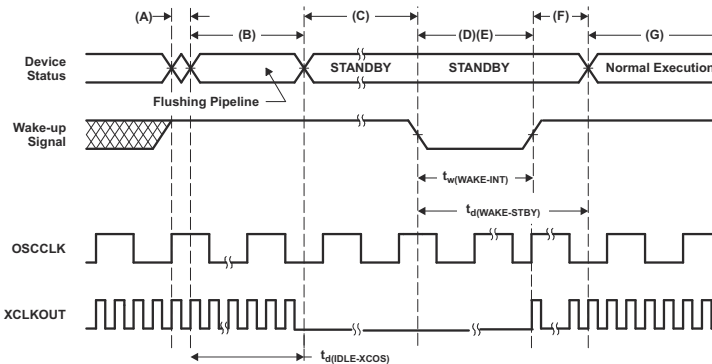 (A)
(B)
(C)
(D)(E)
(F)
(G)
Device
Status
STANDBY
STANDBY
Normal Execution
Flushing Pipeline
Wake-up
Signal
tw(WAKE-INT)
td(WAKE-STBY)
OSCCLK
XCLKOUT
td(IDLE-XCOS)